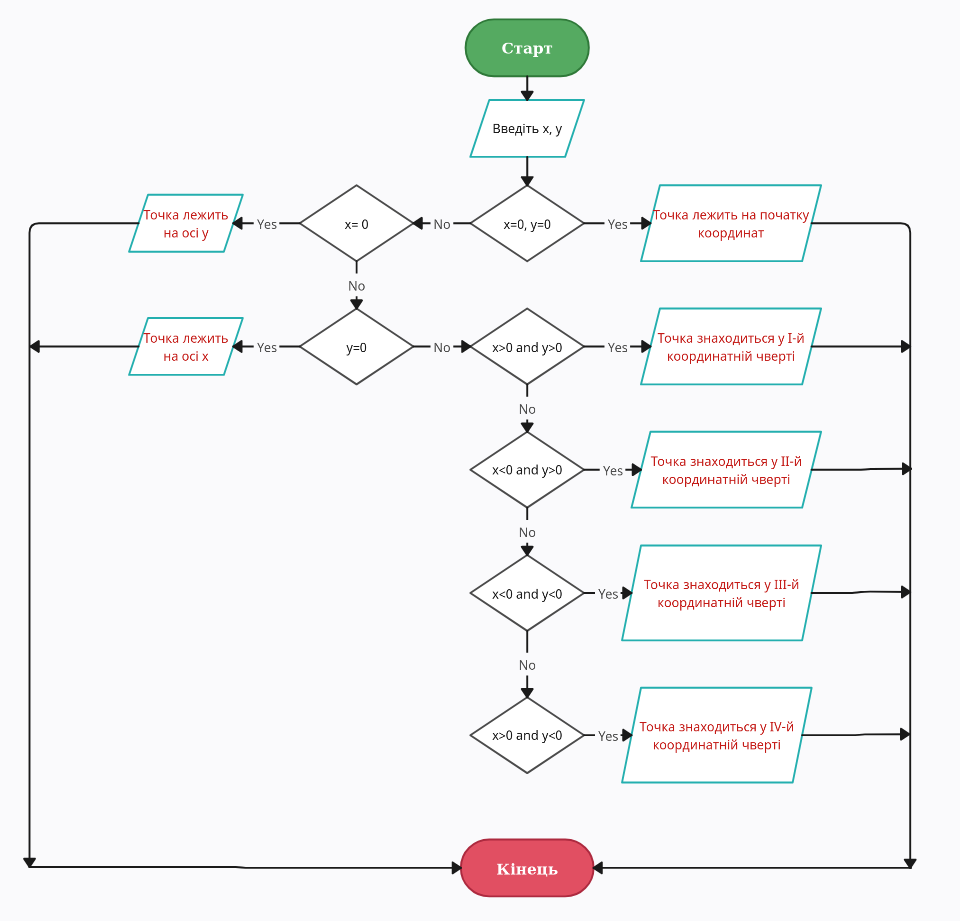 Старт
Введіть x, y
Точка лежить
на осі y
Yes
x= 0
No
x=0, y=0
Yes
Точка лежить на початку
координат
No
Точка лежить
на осі x
Yes
y=0
No
x>0 and y>0
Yes
Точка знаходиться у І-й
координатній чверті
No
x<0 and y>0
Yes
Точка знаходиться у ІІ-й
координатній чверті
No
x<0 and y<0
Yes
Точка знаходиться у ІІІ-й
координатній чверті
No
x>0 and y<0
Yes
Точка знаходиться у IV-й
координатній чверті
Кінець